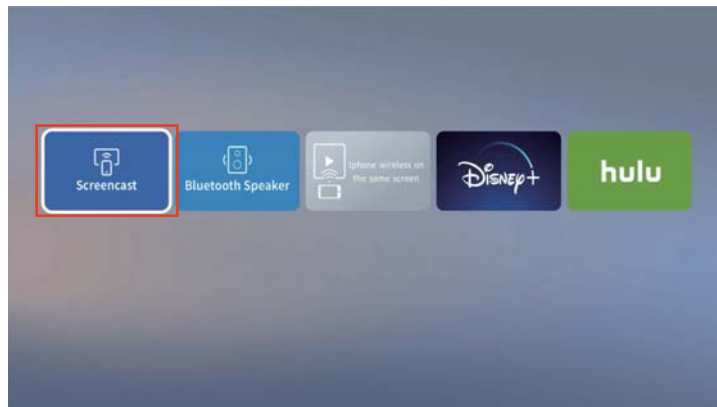 Screencast
Bluetooth Speaker
Iphone wireless on
the same screen
Disney+
hulu